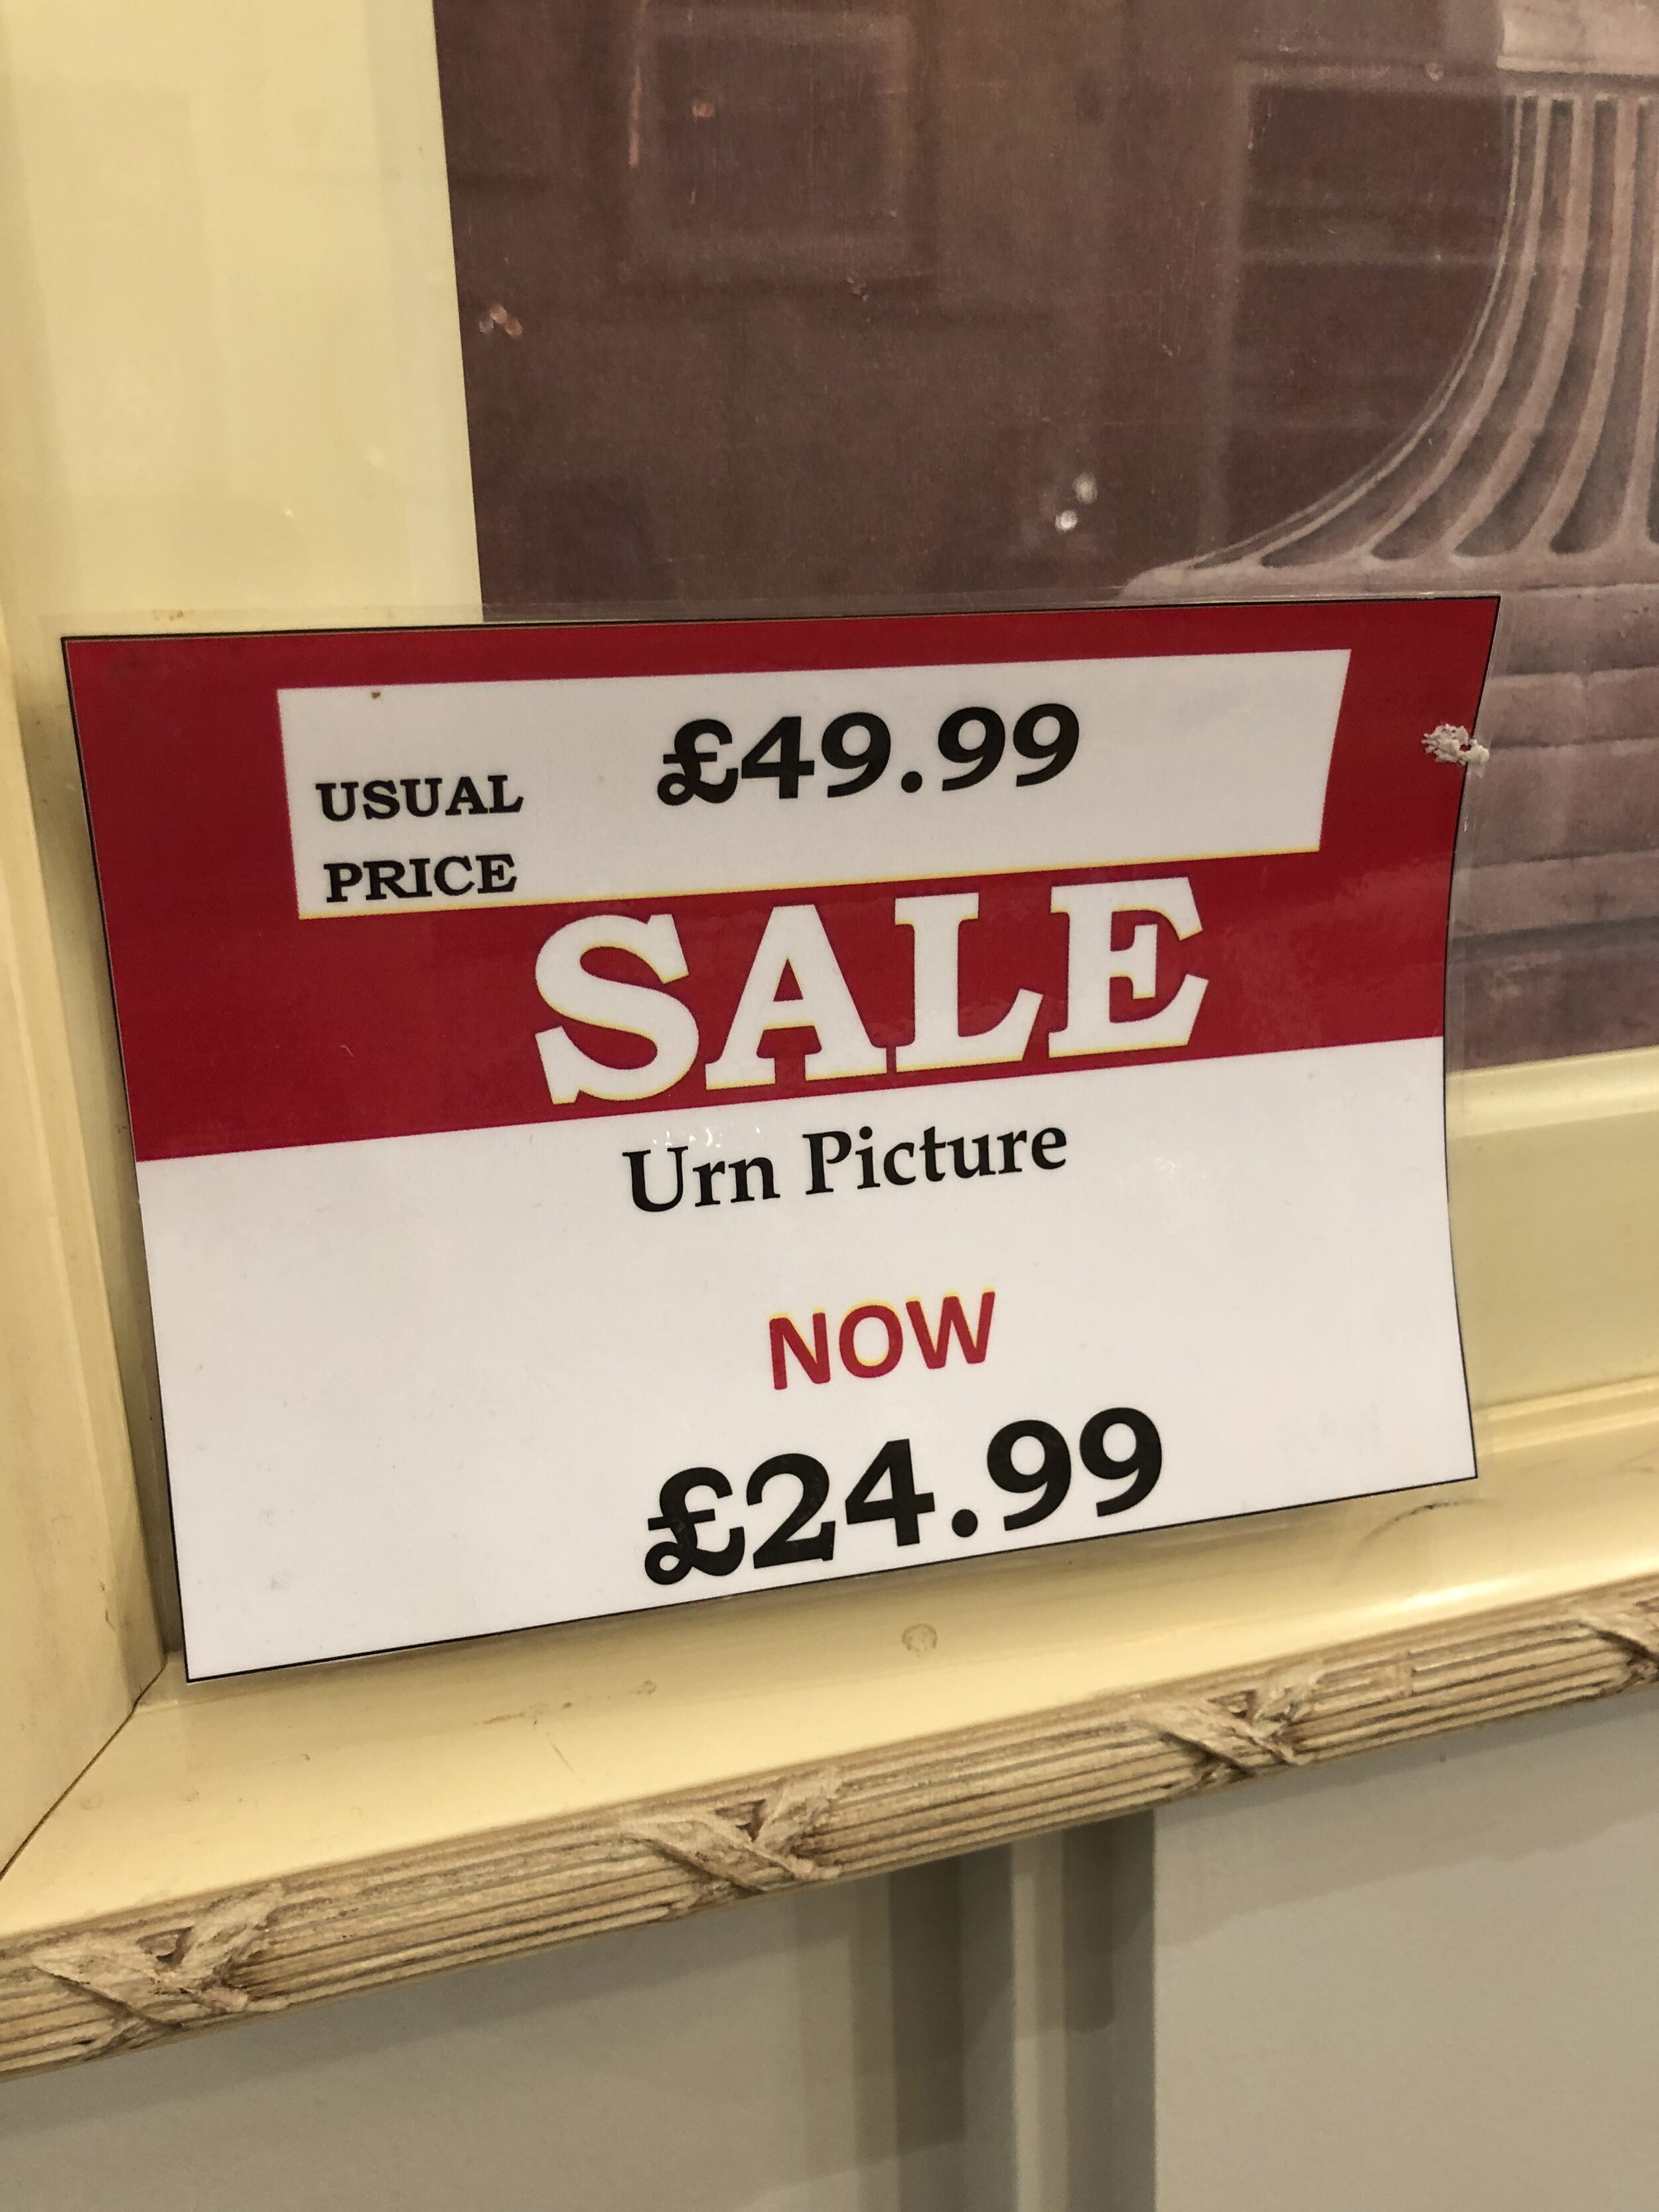 £49.99
USUAL
PRICE
SALE
Urn Picture
NOW
£24.99